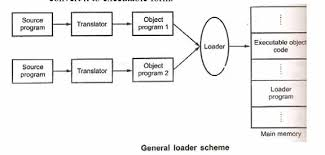 Source
program
Translator
Object
program 1
Source
program
Translator
Object
program 2
Loader
Executable object
code
Loader
program
Main memory
General loader scheme